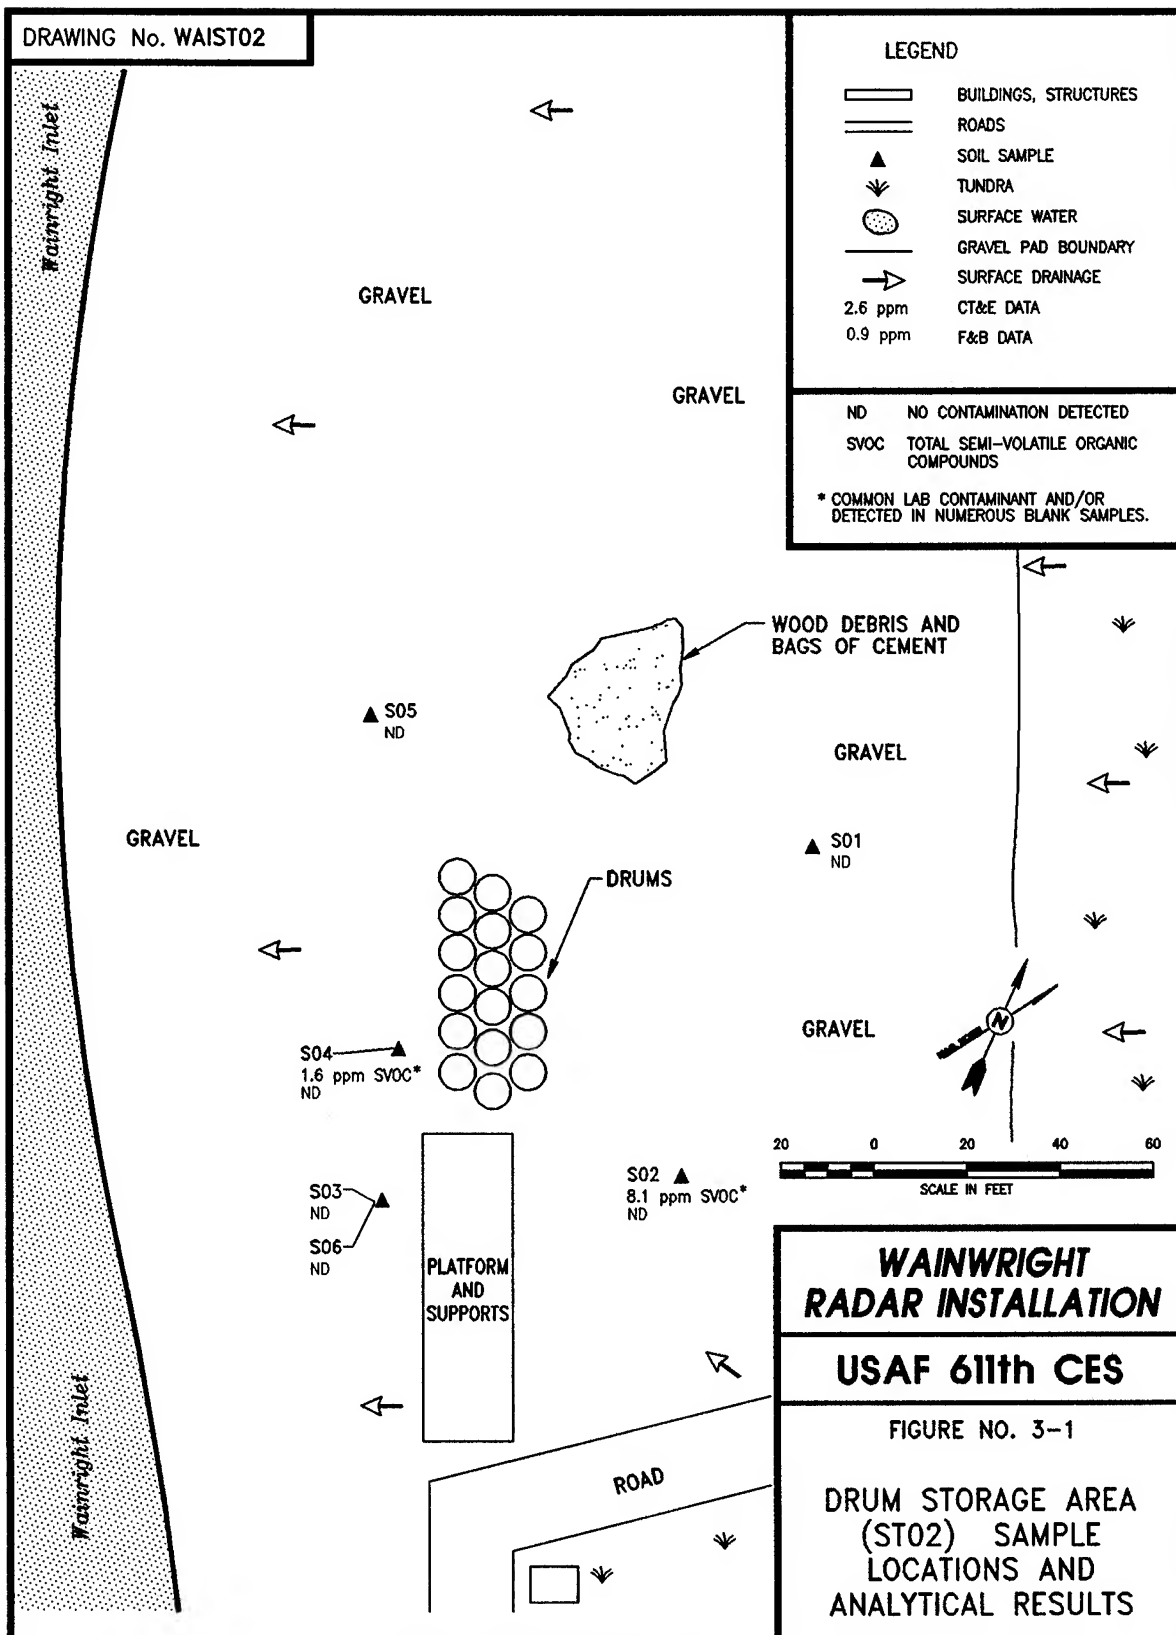 DRAWING No. WAIST02
Wainright Inlet
LEGEND
BUILDINGS, STRUCTURES
ROADS
SOIL SAMPLE
TUNDRA
SURFACE WATER
GRAVEL PAD BOUNDARY
SURFACE DRAINAGE
2.6 ppm CT&E DATA
0.9 ppm F&B DATA
ND NO CONTAMINATION DETECTED
SVOC TOTAL SEMI-VOLATILE ORGANIC
COMPOUNDS
* COMMON LAB CONTAMINANT AND/OR
DETECTED IN NUMEROUS BLANK SAMPLES.
GRAVEL
GRAVEL
WOOD DEBRIS AND
BAGS OF CEMENT
S05
ND
GRAVEL
GRAVEL
S01
ND
DRUMS
GRAVEL
N
S04
1.6 ppm SVOC*
ND
20 0 20 40 60
SCALE IN FEET
S02
8.1 ppm SVOC*
ND
S03
ND
S06
ND
PLATFORM
AND
SUPPORTS
Wainright Inlet
ROAD
WAINWRIGHT
RADAR INSTALLATION
USAF 611th CES
FIGURE NO. 3-1
DRUM STORAGE AREA
(ST02) SAMPLE
LOCATIONS AND
ANALYTICAL RESULTS